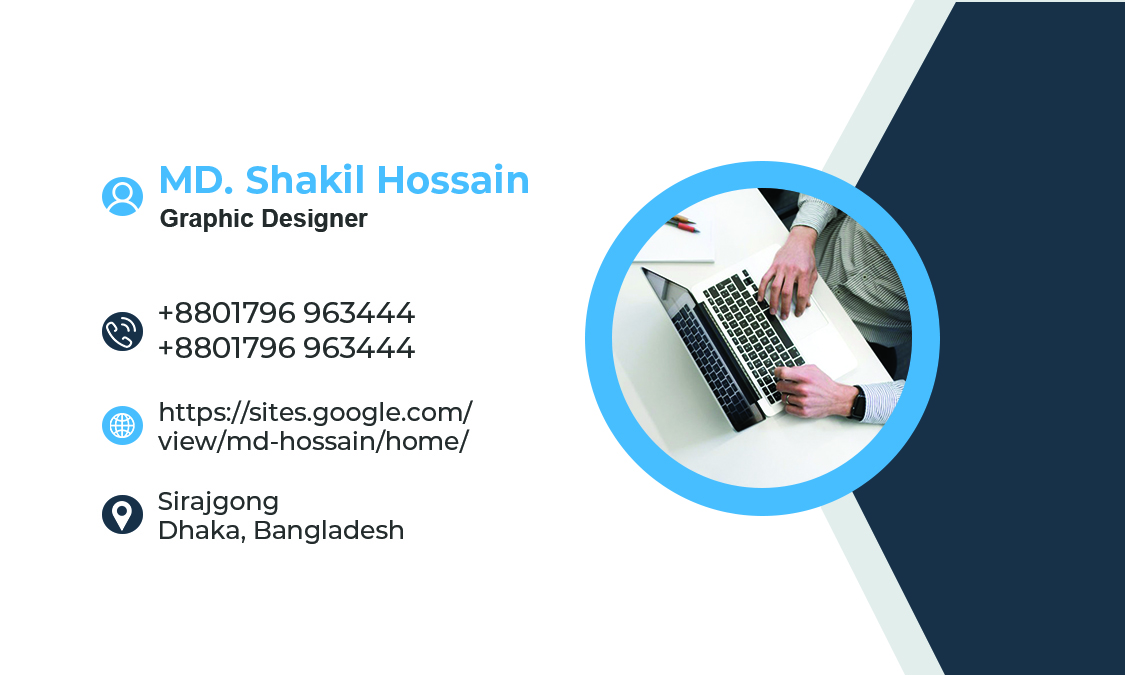 MD. Shakil Hossain
Graphic Designer
+8801796 963444
+8801796 963444
https://sites.google.com/
view/md-hossain/home/
Sirajgong
Dhaka, Bangladesh